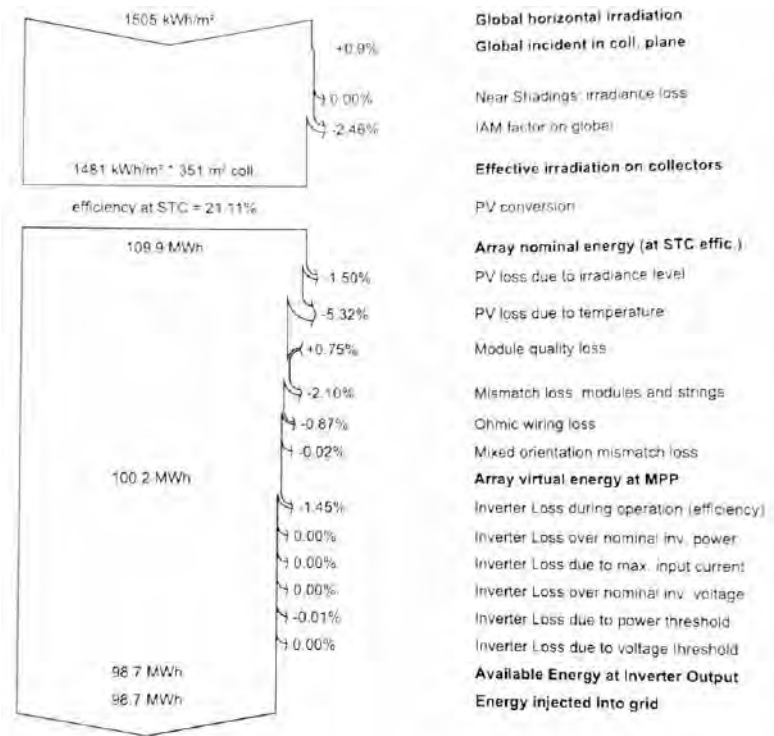 1505 kWh/m² Global horizontal irradiation
+0.9% Global incident in coll. plane
0.00% Near Shadings: irradiance loss
-2.46% IAM factor on global
1481 kWh/m² * 351 m² coll. Effective irradiation on collectors
efficiency at STC = 21.11% PV conversion
109.9 MWh Array nominal energy (at STC effic.)
-1.50% PV loss due to irradiance level
-5.32% PV loss due to temperature
+0.75% Module quality loss
-2.10% Mismatch loss, modules and strings
-0.87% Ohmic wiring loss
-0.02% Mixed orientation mismatch loss
100.2 MWh Array virtual energy at MPP
-1.45% Inverter Loss during operation (efficiency)
0.00% Inverter Loss over nominal inv. power
0.00% Inverter Loss due to max. input current
0.00% Inverter Loss over nominal inv. voltage
-0.01% Inverter Loss due to power threshold
0.00% Inverter Loss due to voltage threshold
98.7 MWh Available Energy at Inverter Output
98.7 MWh Energy injected into grid